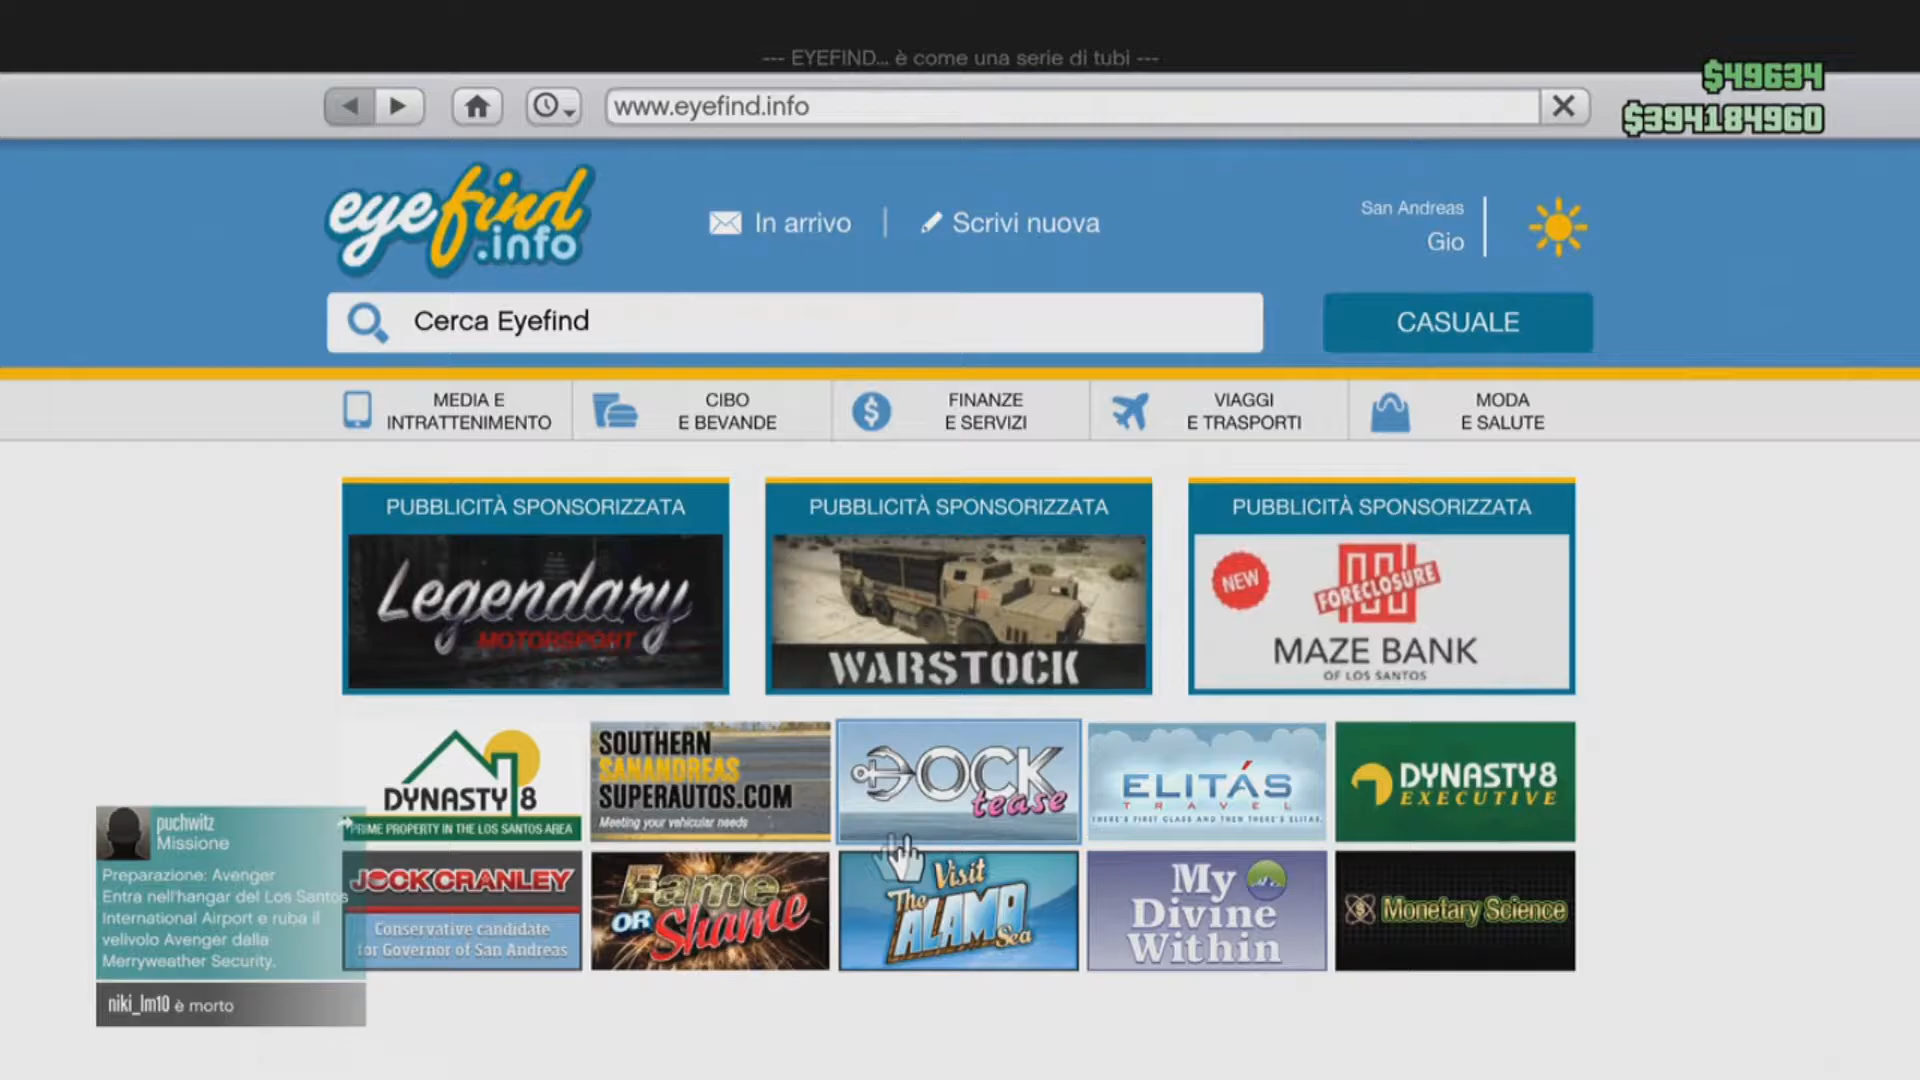 --- EYEFIND... è come una serie di tubi ---
$49634
www.eyefind.info
$394184960
eyefind
.info
In arrivo
Scrivi nuova
San Andreas
Gio
Cerca Eyefind
CASUALE
MEDIA E
INTRATTENIMENTO
CIBO
E BEVANDE
FINANZE
E SERVIZI
VIAGGI
E TRASPORTI
MODA
E SALUTE
PUBBLICITÀ SPONSORIZZATA
Legendary
MOTORSPORT
PUBBLICITÀ SPONSORIZZATA
WARSTOCK
PUBBLICITÀ SPONSORIZZATA
NEW
FORECLOSURE
MAZE BANK
OF LOS SANTOS
DYNASTY 8
PRIME PROPERTY IN THE LOS SANTOS AREA
SOUTHERN
SANANDREAS
SUPERAUTOS.COM
Meeting your vehicular needs
DOCK
tease
ELITÁS
TRAVEL
THERE'S FIRST CLASS AND THEN THERE'S ELITÁS
DYNASTY8
EXECUTIVE
JOCKCRANLEY
Conservative candidate
for Governor of San Andreas
Fame
OR Shame
Visit
The
ALAMO
Sea
My
Divine
Within
Monetary Science
puchwitz
Missione
Preparazione: Avenger
Entra nell'hangar del Los Santos
International Airport e ruba il
velivolo Avenger dalla
Merryweather Security.
niki_lm10 è morto